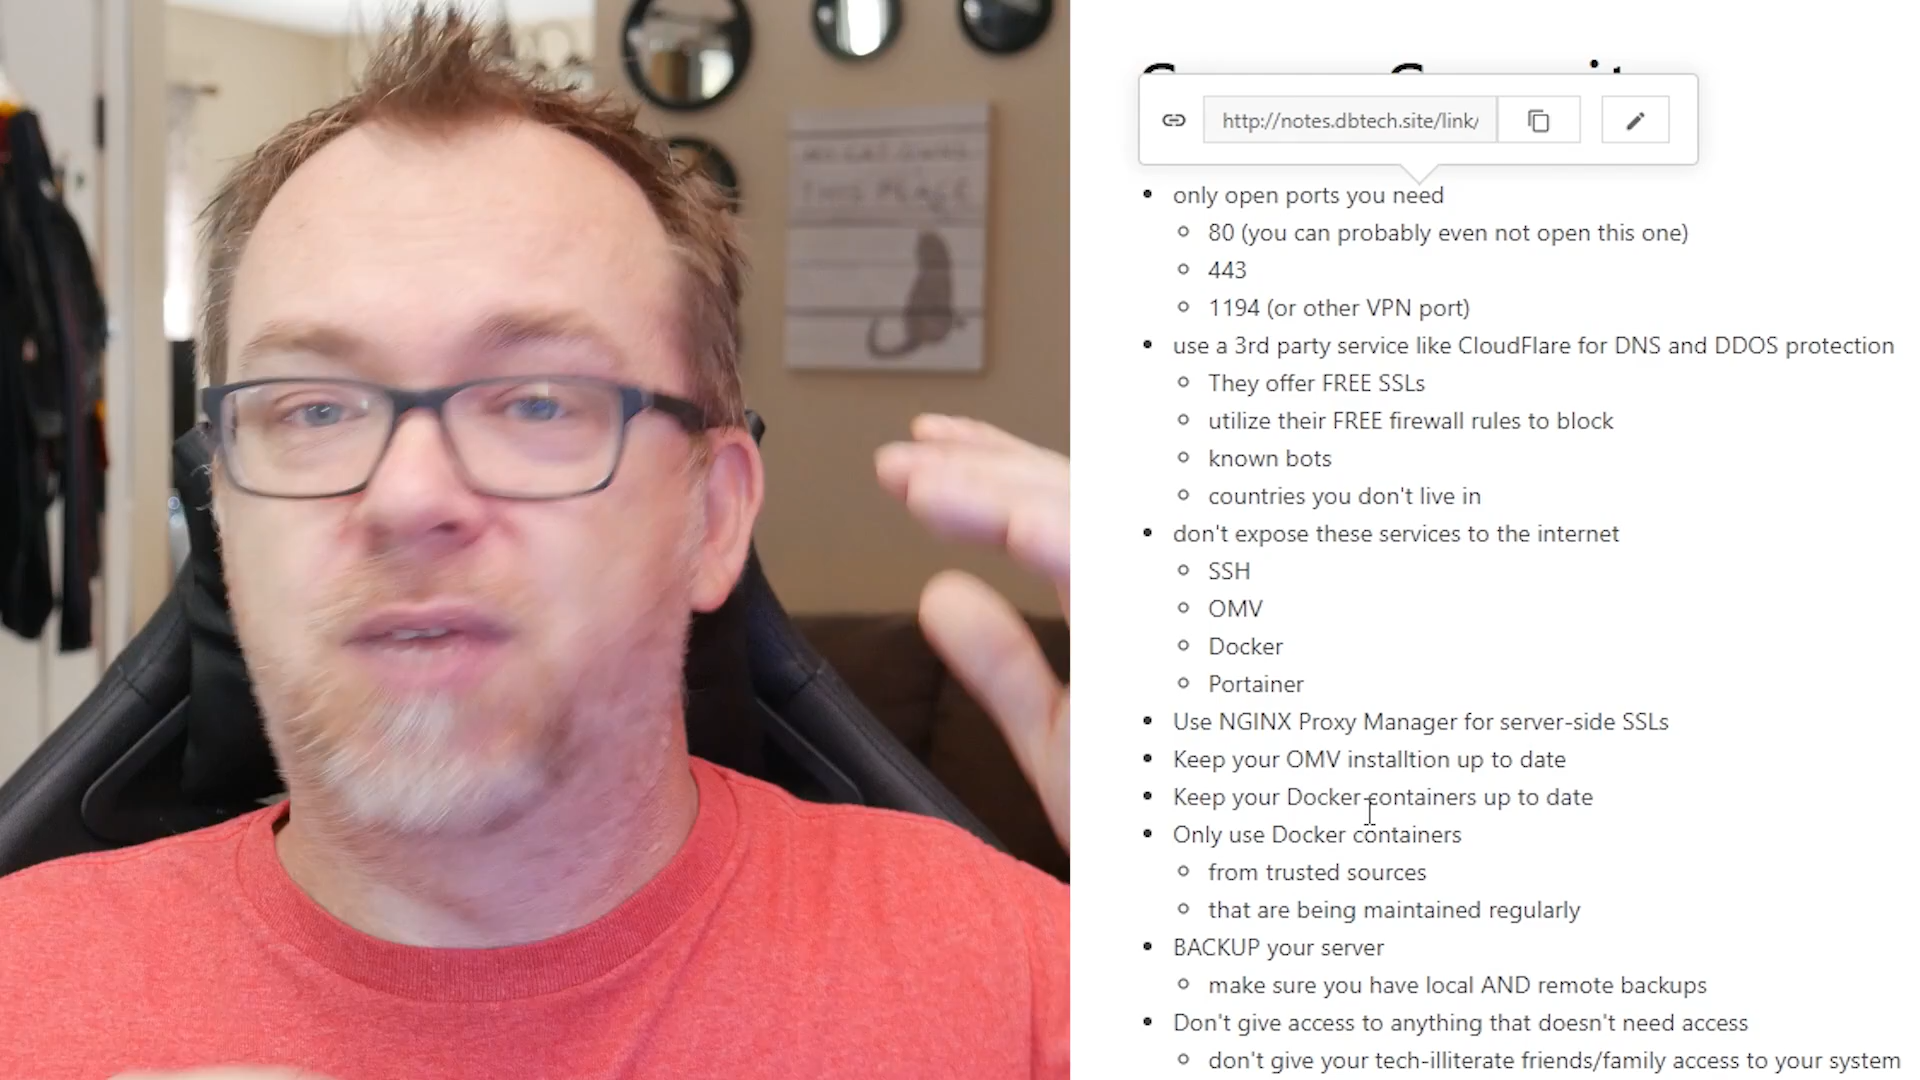 http://notes.dbtech.site/link/
only open ports you need
80 (you can probably even not open this one)
443
1194 (or other VPN port)
use a 3rd party service like CloudFlare for DNS and DDOS protection
They offer FREE SSLs
utilize their FREE firewall rules to block
known bots
countries you don't live in
don't expose these services to the internet
SSH
OMV
Docker
Portainer
Use NGINX Proxy Manager for server-side SSLs
Keep your OMV installtion up to date
Keep your Docker containers up to date
Only use Docker containers
from trusted sources
that are being maintained regularly
BACKUP your server
make sure you have local AND remote backups
Don't give access to anything that doesn't need access
don't give your tech-illiterate friends/family access to your system
THIS PLACE